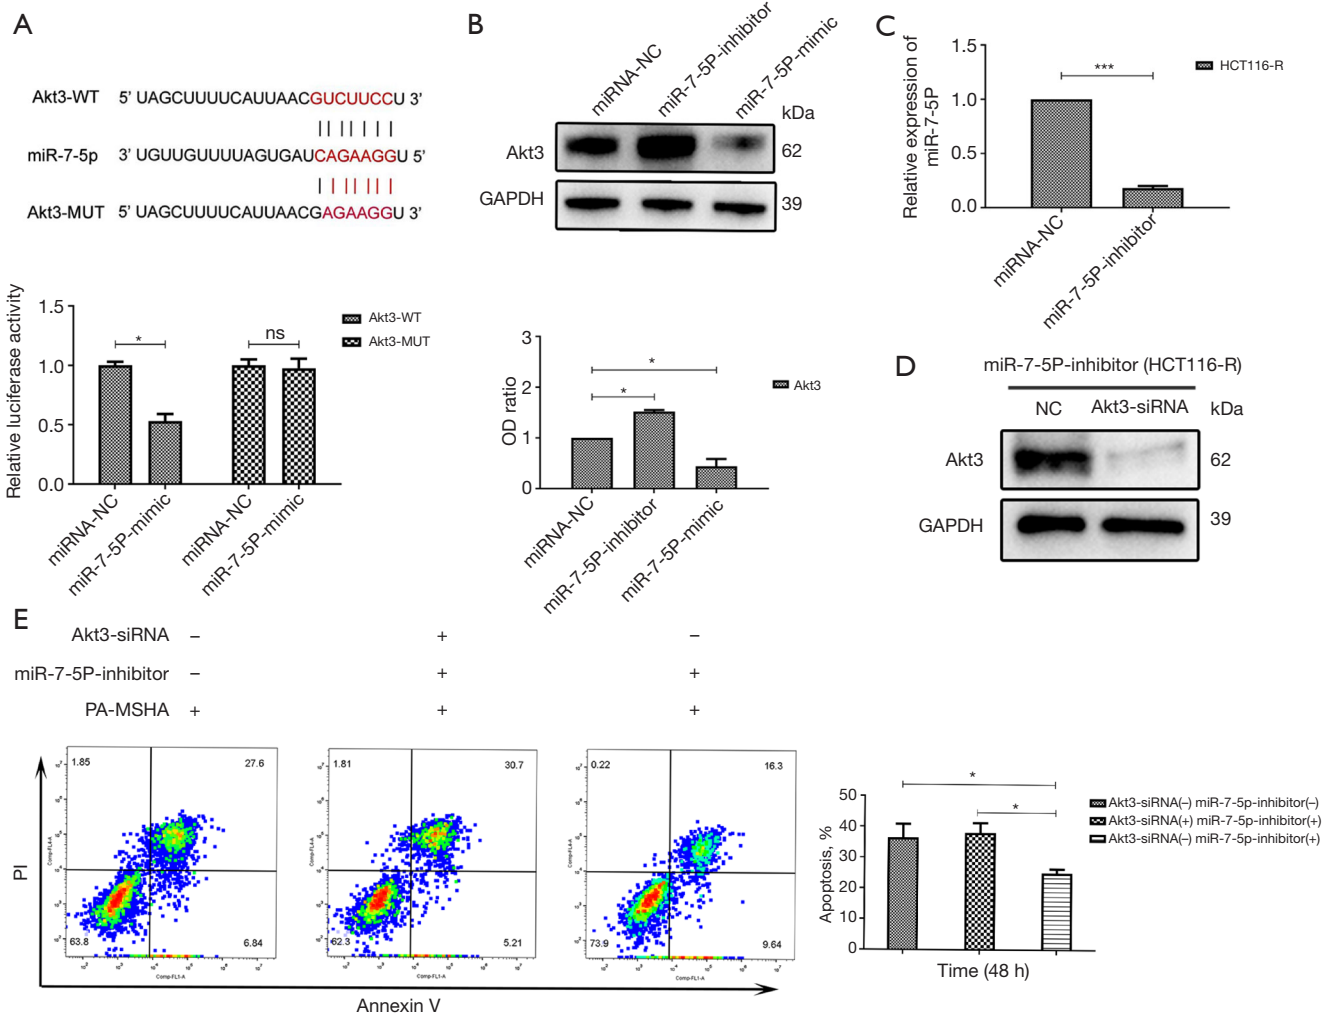 A
Akt3-WT 5' UAGCUUUUCAUUAACGUCUUCCU 3'
miR-7-5p 3' UGUUGUUUUAGUGAUCAGAAGGU 5'
Akt3-MUT 5' UAGCUUUUCAUUAACGAGAAGGU 3'
Relative luciferase activity
1.5
1.0
0.5
0.0
*
ns
miRNA-NC
miR-7-5P-mimic
miRNA-NC
miR-7-5P-mimic
Akt3-WT
Akt3-MUT
B
miRNA-NC
miR-7-5P-inhibitor
miR-7-5P-mimic
kDa
Akt3
62
GAPDH
39
OD ratio
3
2
1
0
*
*
Akt3
miRNA-NC
miR-7-5P-inhibitor
miR-7-5P-mimic
C
Relative expression of
miR-7-5P
1.5
1.0
0.5
0.0
***
HCT116-R
miRNA-NC
miR-7-5P-inhibitor
D
miR-7-5P-inhibitor (HCT116-R)
NC Akt3-siRNA kDa
Akt3
62
GAPDH
39
E
Akt3-siRNA – + –
miR-7-5P-inhibitor – + +
PA-MSHA + + +
PI
1.85 27.6
63.8 6.84
Comp-FL1-A
1.81 30.7
62.3 5.21
Comp-FL1-A
0.22 16.3
73.9 9.64
Comp-FL1-A
Annexin V
Apoptosis, %
50
40
30
20
10
0
*
*
Time (48 h)
Akt3-siRNA(–) miR-7-5p-inhibitor(–)
Akt3-siRNA(+) miR-7-5p-inhibitor(+)
Akt3-siRNA(–) miR-7-5p-inhibitor(+)